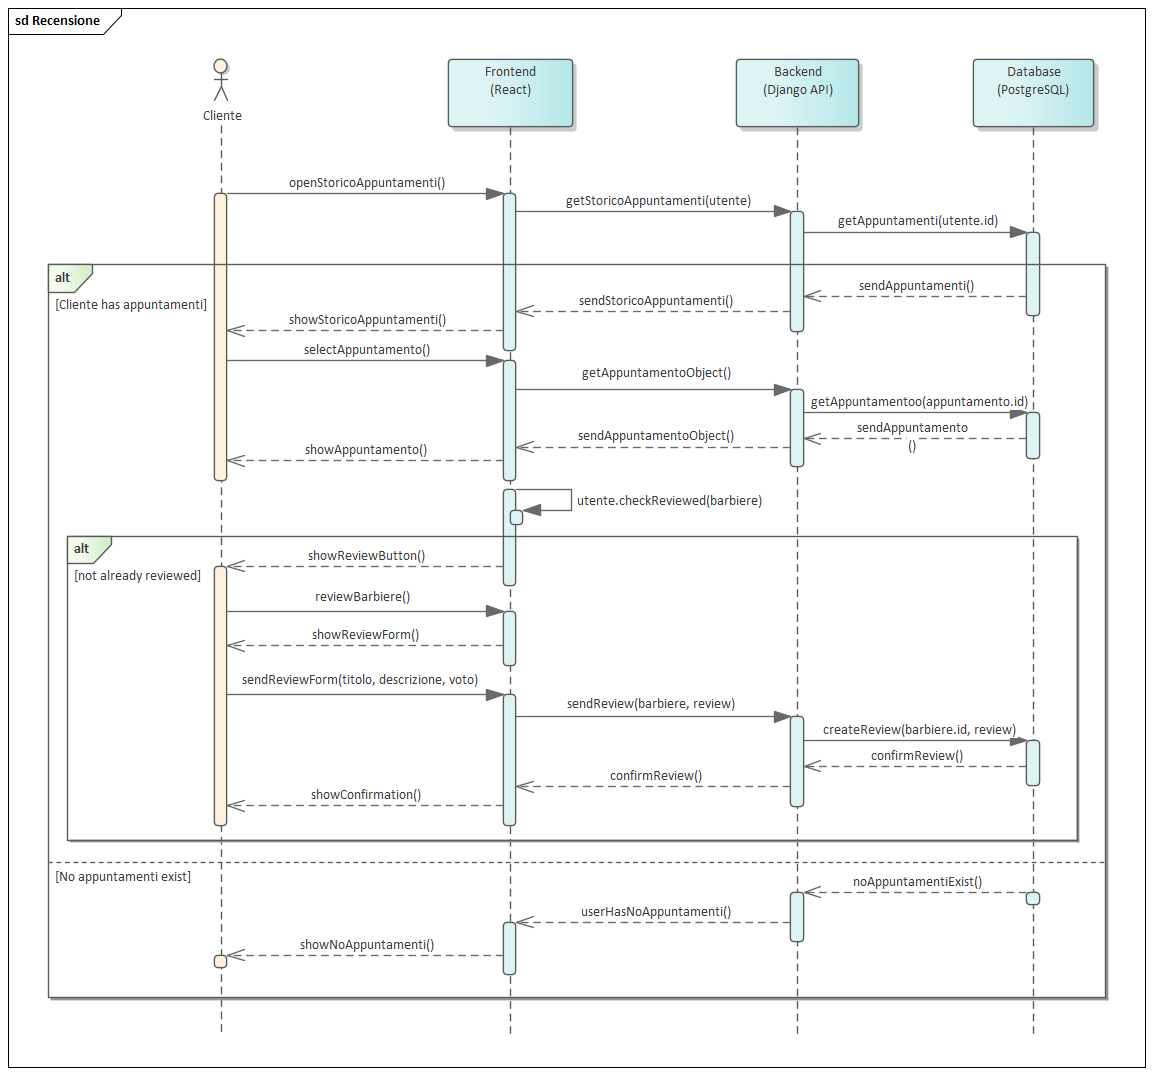 sd Recensione
Cliente
Frontend
(React)
Backend
(Django API)
Database
(PostgreSQL)
openStoricoAppuntamenti()
getStoricoAppuntamenti(utente)
getAppuntamenti(utente.id)
alt
[Cliente has appuntamenti]
sendAppuntamenti()
sendStoricoAppuntamenti()
showStoricoAppuntamenti()
selectAppuntamento()
getAppuntamentoObject()
getAppuntamentoo(appuntamento.id)
sendAppuntamento
()
sendAppuntamentoObject()
showAppuntamento()
utente.checkReviewed(barbiere)
alt
[not already reviewed]
showReviewButton()
reviewBarbiere()
showReviewForm()
sendReviewForm(titolo, descrizione, voto)
sendReview(barbiere, review)
createReview(barbiere.id, review)
confirmReview()
confirmReview()
showConfirmation()
[No appuntamenti exist]
noAppuntamentiExist()
userHasNoAppuntamenti()
showNoAppuntamenti()